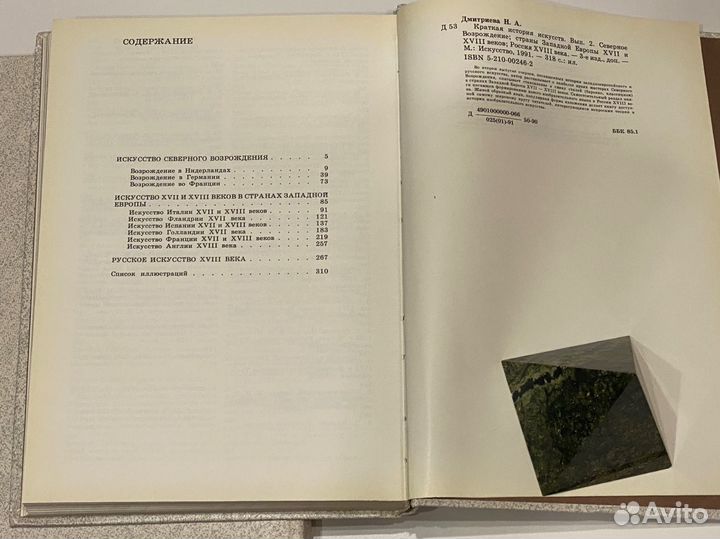 СОДЕРЖАНИЕ
ИСКУССТВО СЕВЕРНОГО ВОЗРОЖДЕНИЯ . . . . . 5
Возрождение в Нидерландах . . . . . . . . 9
Возрождение в Германии . . . . . . . . . 39
Возрождение во Франции . . . . . . . . . 73
ИСКУССТВО XVII И XVIII ВЕКОВ В СТРАНАХ ЗАПАДНОЙ
ЕВРОПЫ . . . . . . . . . . . . . . . 85
Искусство Италии XVII и XVIII веков . . . . . 91
Искусство Фландрии XVII века . . . . . . . 121
Искусство Испании XVII и XVIII веков . . . . 137
Искусство Голландии XVII века . . . . . . 183
Искусство Франции XVII и XVIII веков . . . . 219
Искусство Англии XVIII века . . . . . . . 257
РУССКОЕ ИСКУССТВО XVIII ВЕКА . . . . . . . 267
Список иллюстраций . . . . . . . . . . . 310
Дмитриева Н. А.
Д 53 Краткая история искусств. Вып. 2. Северное
Возрождение; страны Западной Европы XVII и
XVIII веков; Россия XVIII века. — 3-е изд., доп. —
М.: Искусство, 1991. — 318 с.: ил.
ISBN 5-210-00246-2
Д 4901000000-066
025(91)-91 50-90
ББК 85.1
Avito